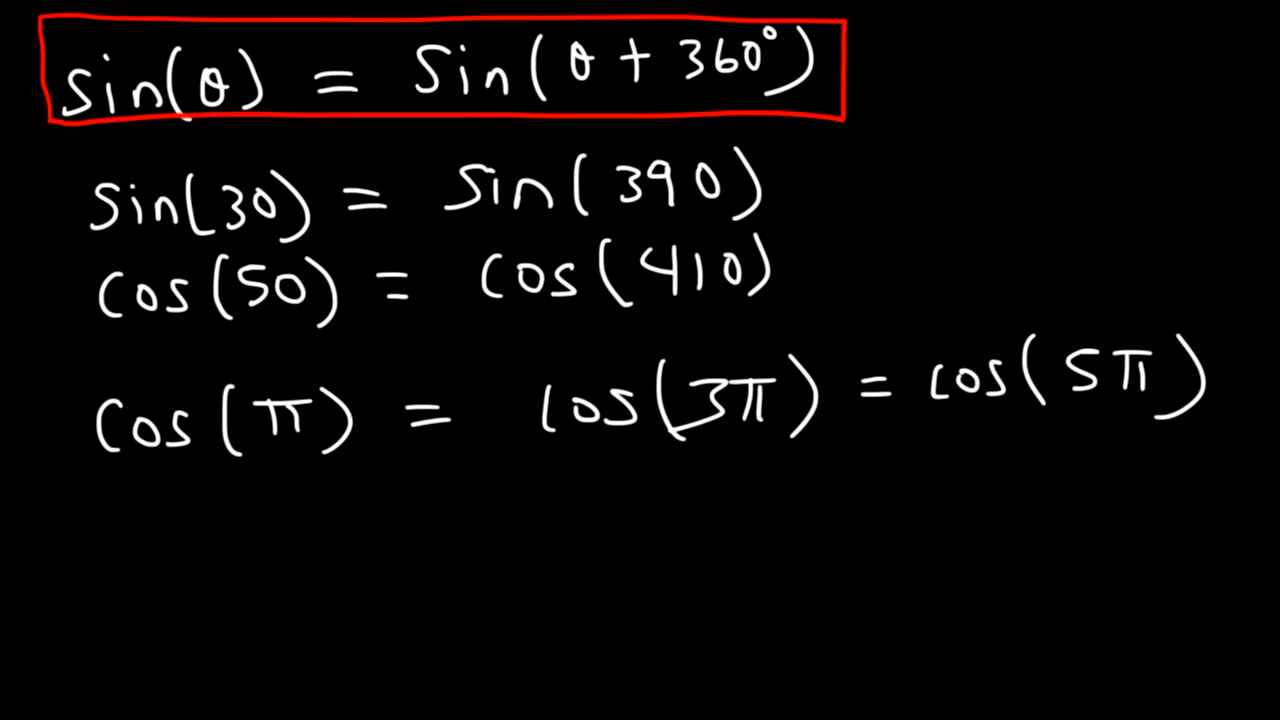 sin(θ) = sin(θ + 360°)
sin(30) = sin(390)
cos(50) = cos(410)
cos(π) = cos(3π) = cos(5π)